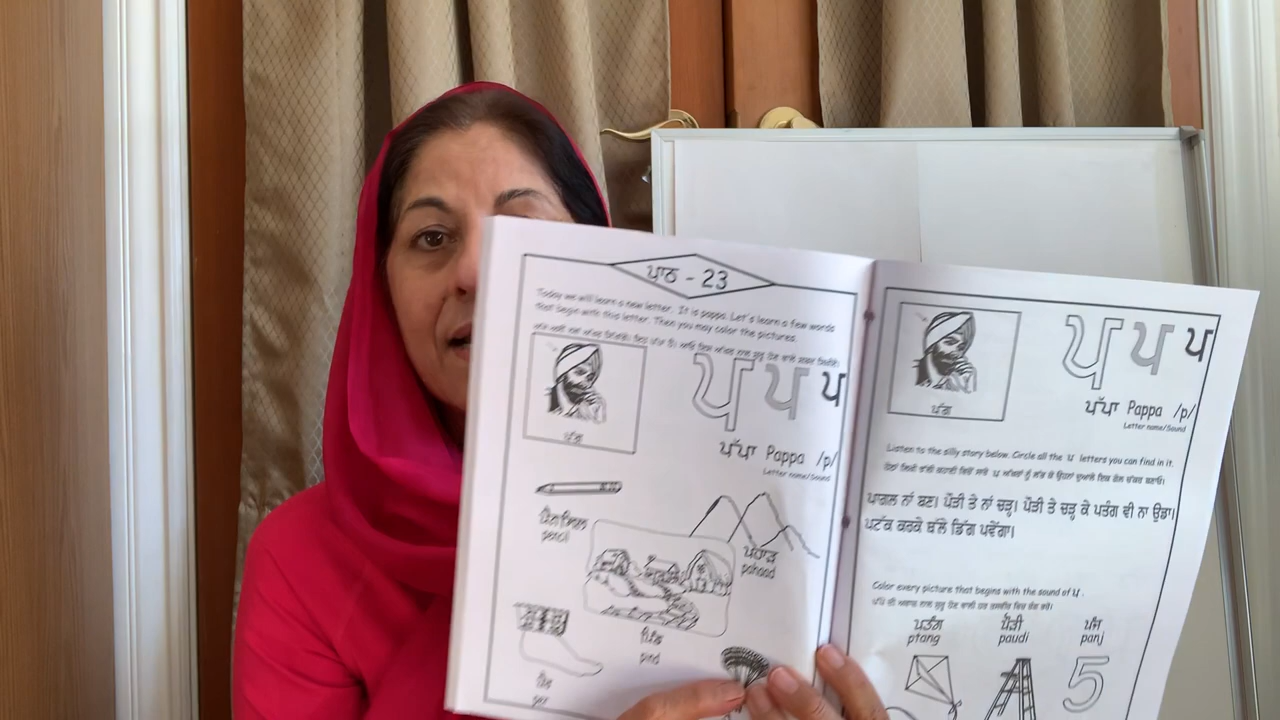 ਪਾਠ - 23
Today we will learn a new letter. It is pappa. Let's learn a few words
that begin with this letter. Then you may color the pictures.
ਪੱਗ
ਪ ਪ ਪ
ਪੱਪਾ Pappa /p/
Letter name/Sound
ਪੈਨਸਿਲ
pencil
ਪਹਾੜ
pahaad
ਪਿੰਡ
pind
ਪੈਰ
per
ਪੱਗ
ਪ ਪ ਪ
ਪੱਪਾ Pappa /p/
Letter name/Sound
Listen to the silly story below. Circle all the ਪ letters you can find in it.
ਪਾਗਲ ਨਾਂ ਬਣ। ਪੌੜੀ ਤੇ ਨਾਂ ਚੜ੍ਹ। ਪੌੜੀ ਤੇ ਚੜ੍ਹ ਕੇ ਪਤੰਗ ਵੀ ਨਾ ਉਡਾ।
ਪਟੱਕ ਕਰਕੇ ਥੱਲੇ ਡਿੱਗ ਪਵੇਂਗਾ।
Color every picture that begins with the sound of ਪ.
ਪਤੰਗ ਪੌੜੀ ਪੰਜ
ptang paudi panj
5